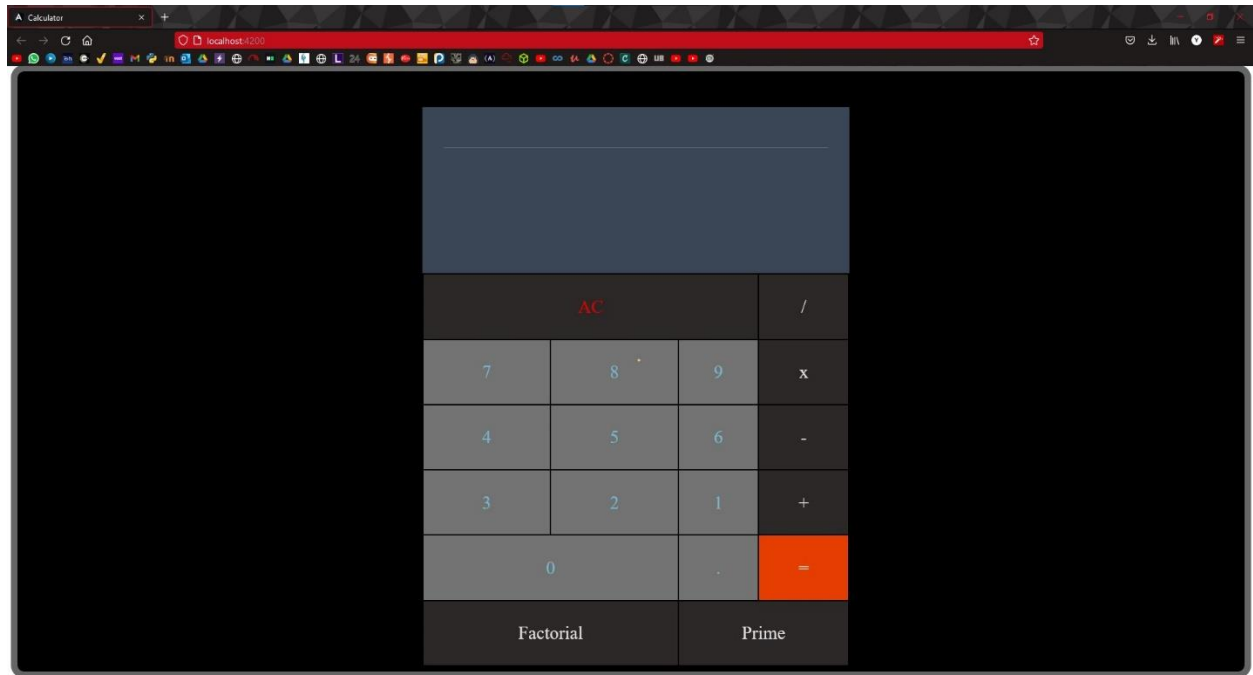 A Calculator
localhost:4200
AC /
7 8 9 x
4 5 6 -
3 2 1 +
0 . =
Factorial Prime